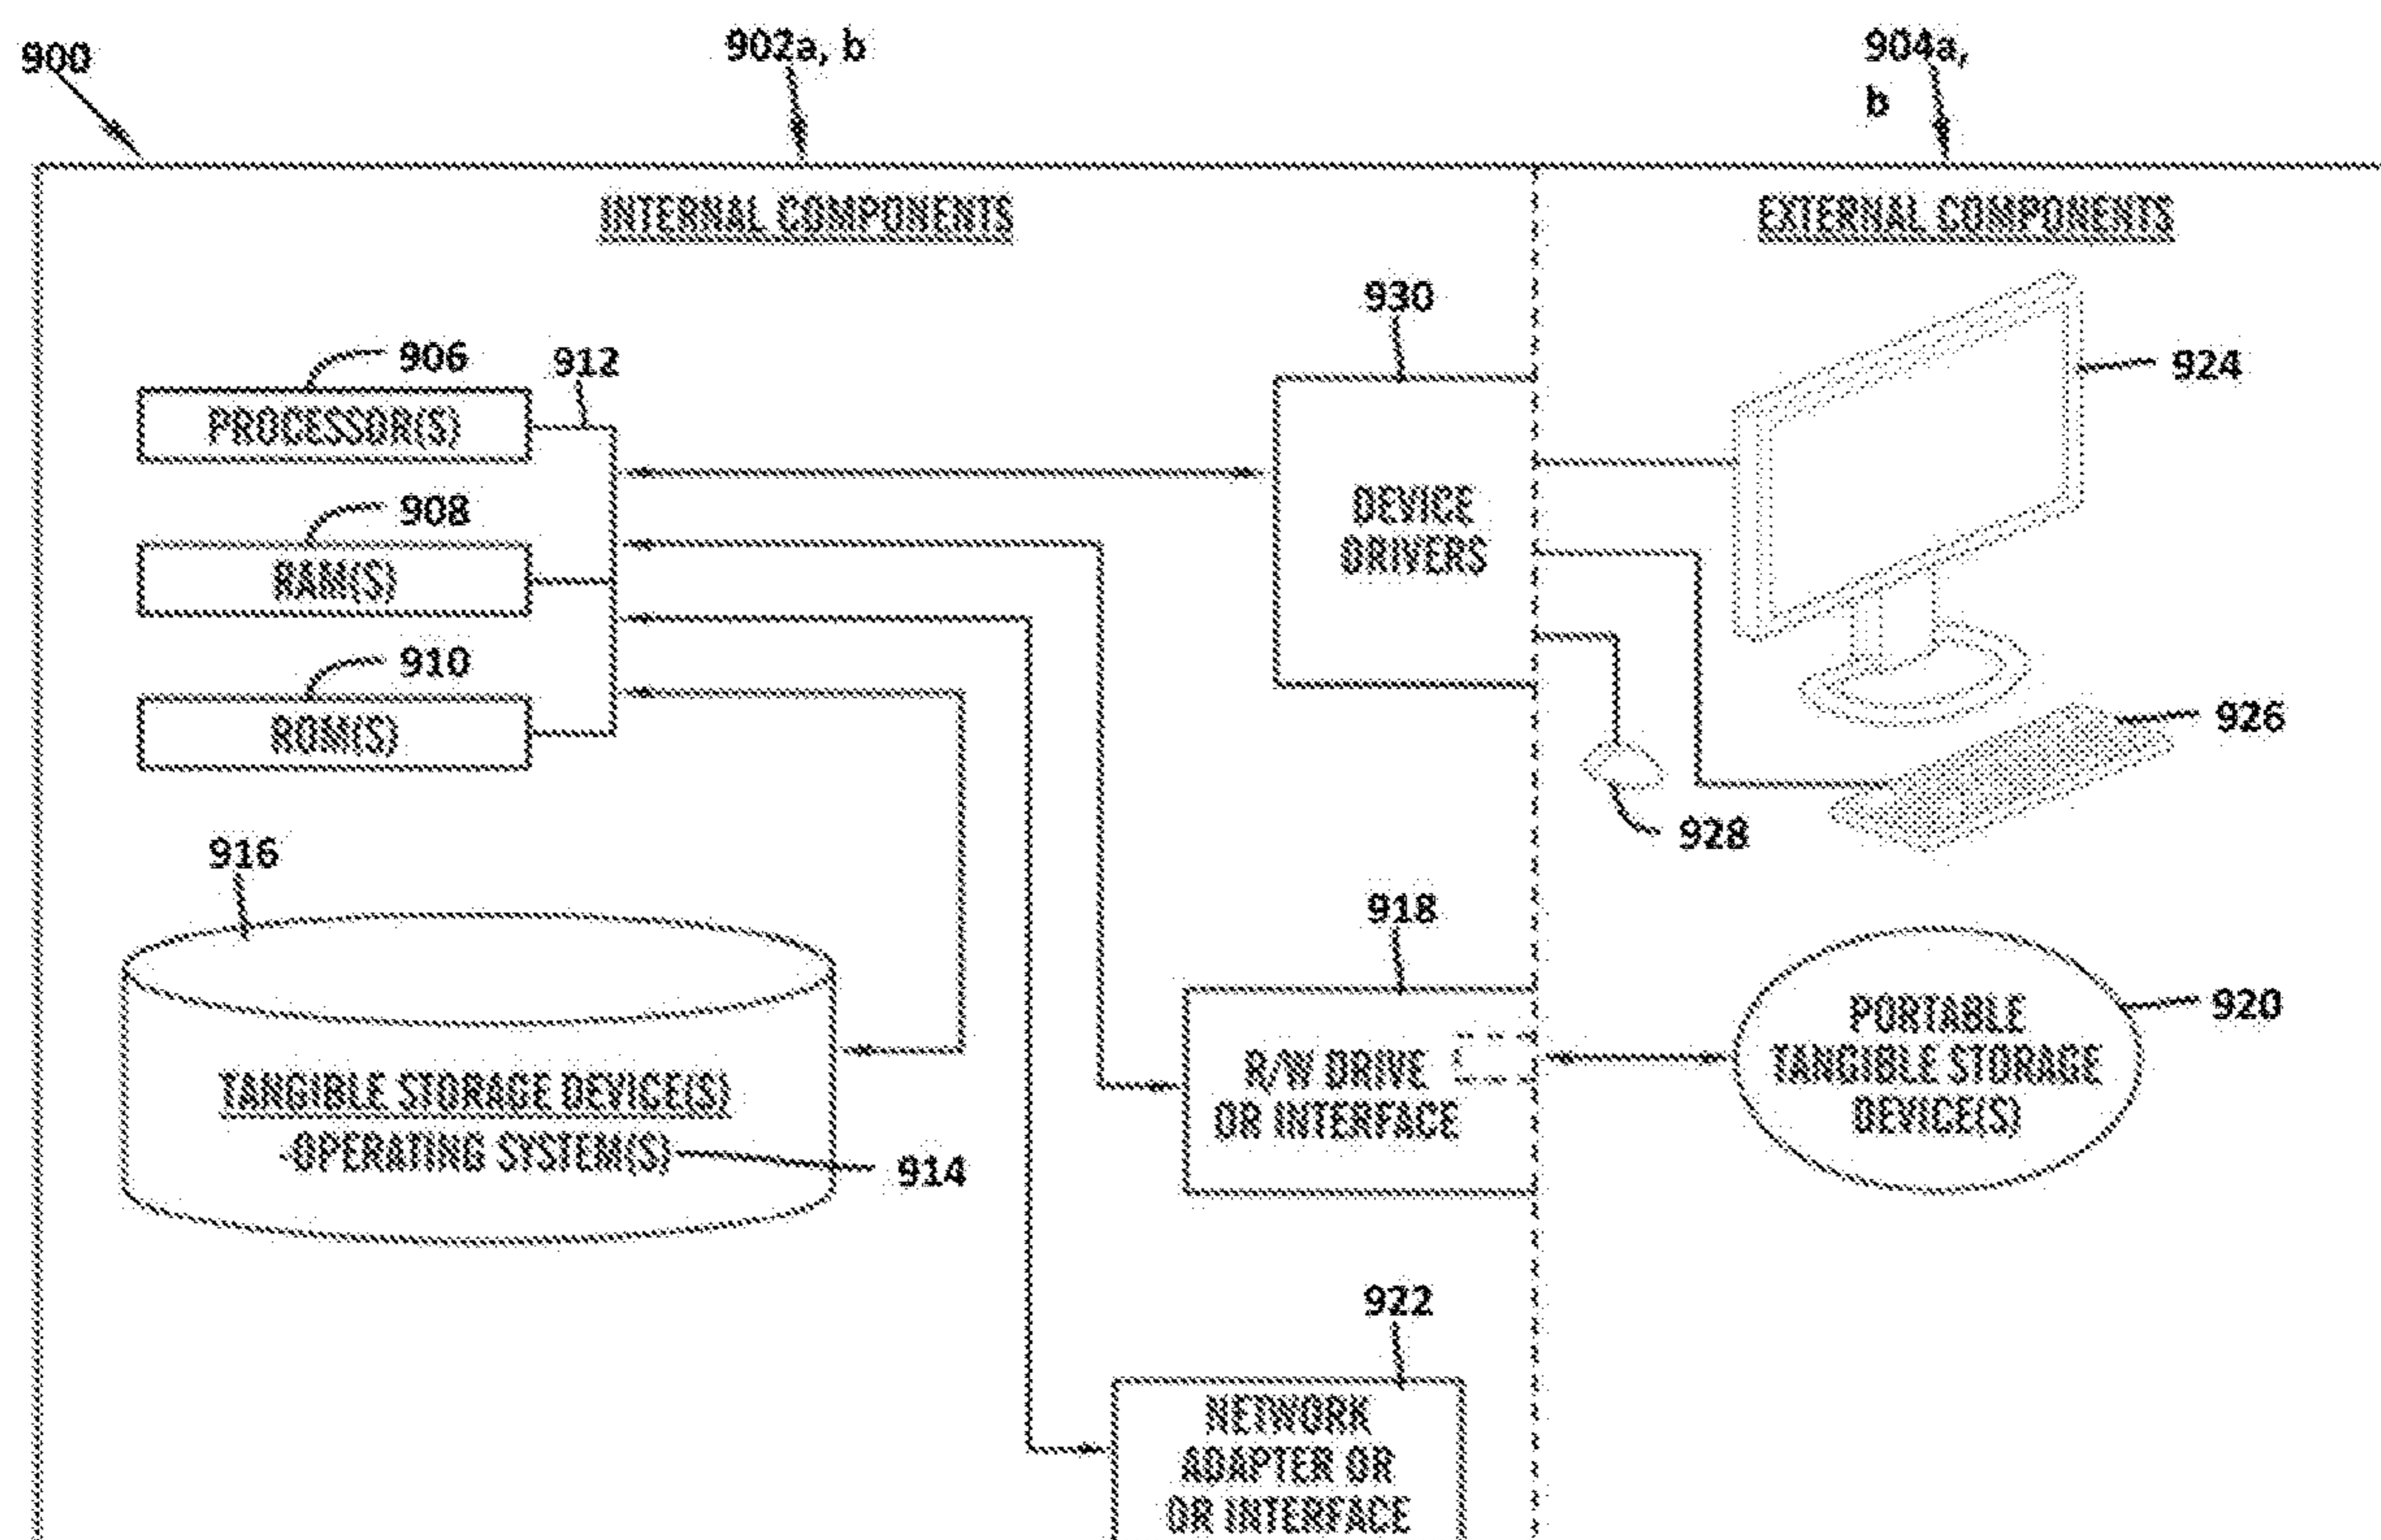 900
902a, b
904a,
b
INTERNAL COMPONENTS
EXTERNAL COMPONENTS
930
906
912
924
PROCESSOR(S)
908
DEVICE
DRIVERS
RAM(S)
910
926
ROM(S)
928
916
918
920
PORTABLE
TANGIBLE STORAGE
DEVICE(S)
R/W DRIVE
OR INTERFACE
TANGIBLE STORAGE DEVICE(S)
-OPERATING SYSTEM(S)
914
922
NETWORK
ADAPTER OR
OR INTERFACE